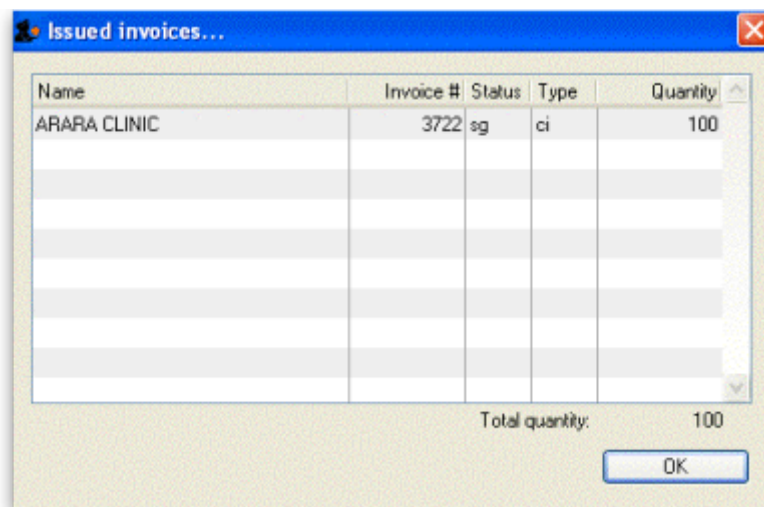 Issued invoices...
Name Invoice # Status Type Quantity
ARARA CLINIC 3722 sg ci 100
Total quantity: 100
OK